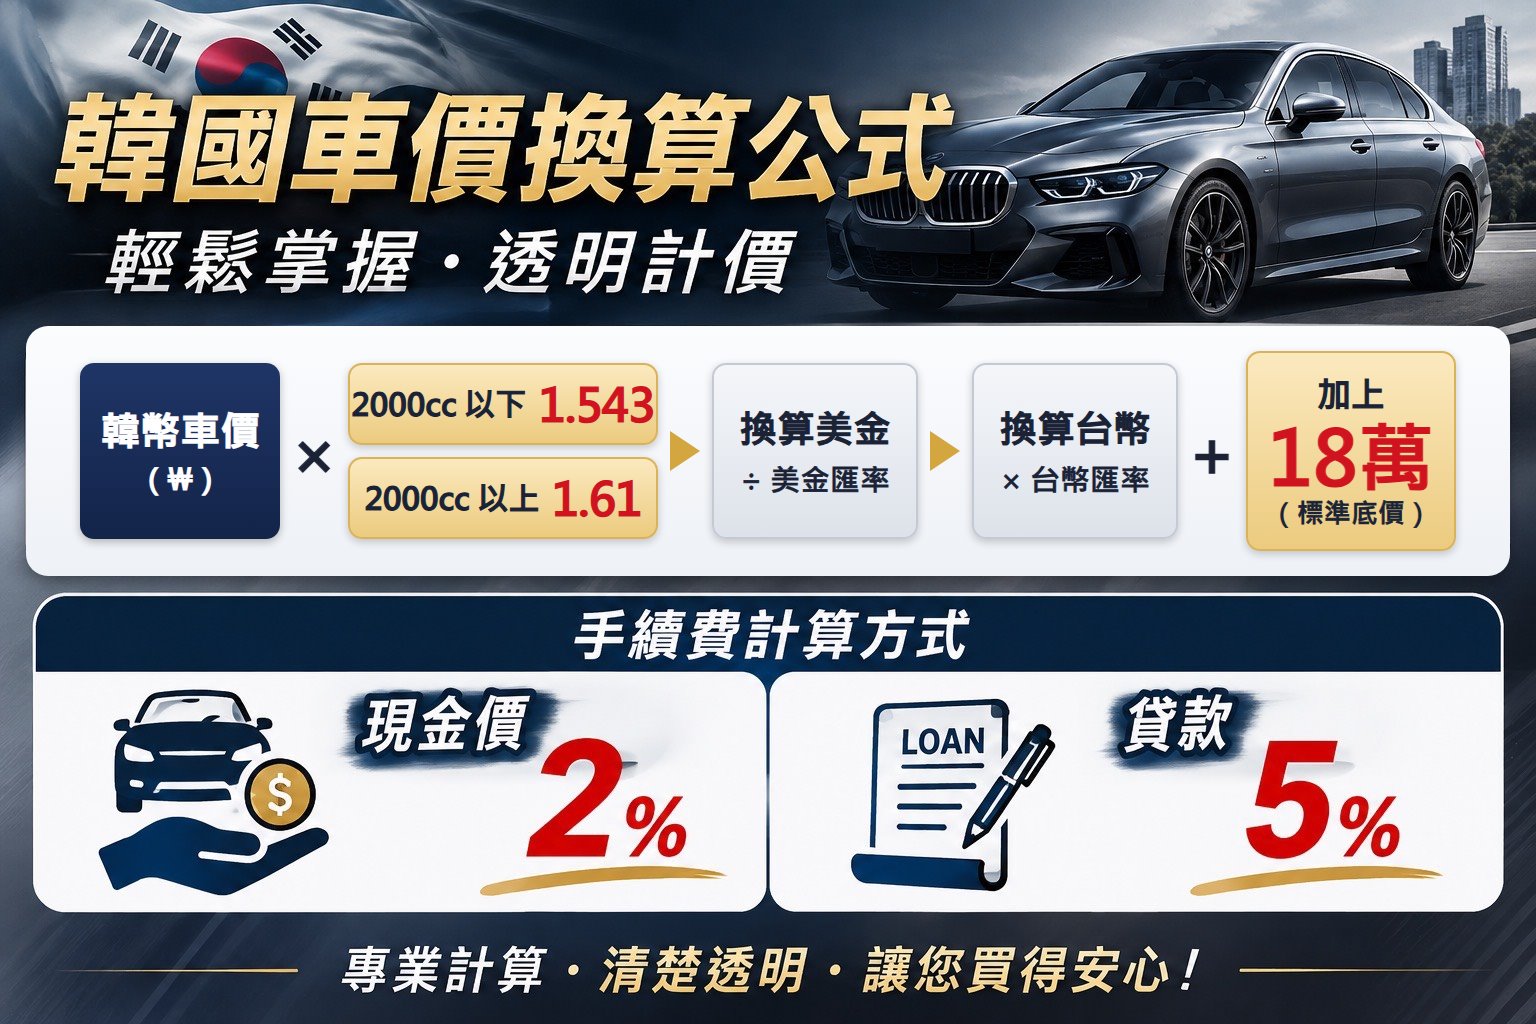 韓國車價換算公式
輕鬆掌握・透明計價
韓幣車價
(₩)
×
2000cc 以下 1.543
2000cc 以上 1.61
換算美金
÷ 美金匯率
換算台幣
× 台幣匯率
+
加上
18萬
(標準底價)
手續費計算方式
現金價
2%
$
LOAN
貸款
5%
專業計算・清楚透明・讓您買得安心！